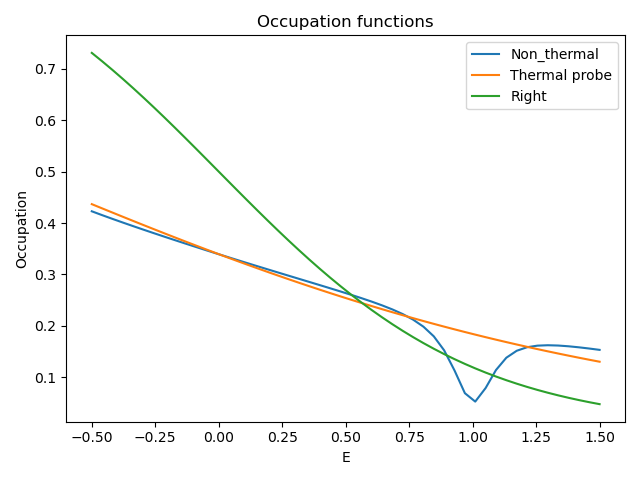 Occupation functions
Non_thermal
Thermal probe
Right
Occupation
0.7
0.6
0.5
0.4
0.3
0.2
0.1
−0.50 −0.25 0.00 0.25 0.50 0.75 1.00 1.25 1.50
E